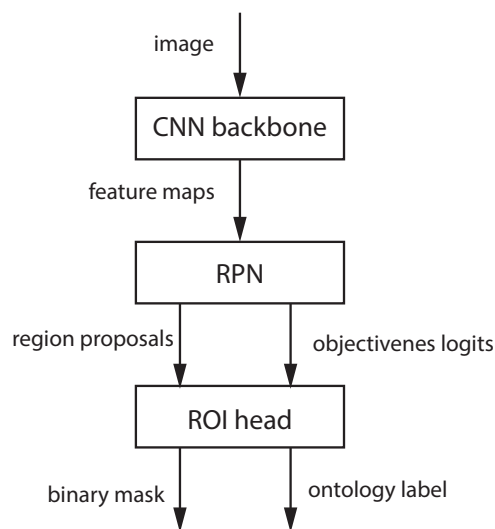 image
CNN backbone
feature maps
RPN
region proposals
objectivenes logits
ROI head
binary mask
ontology label